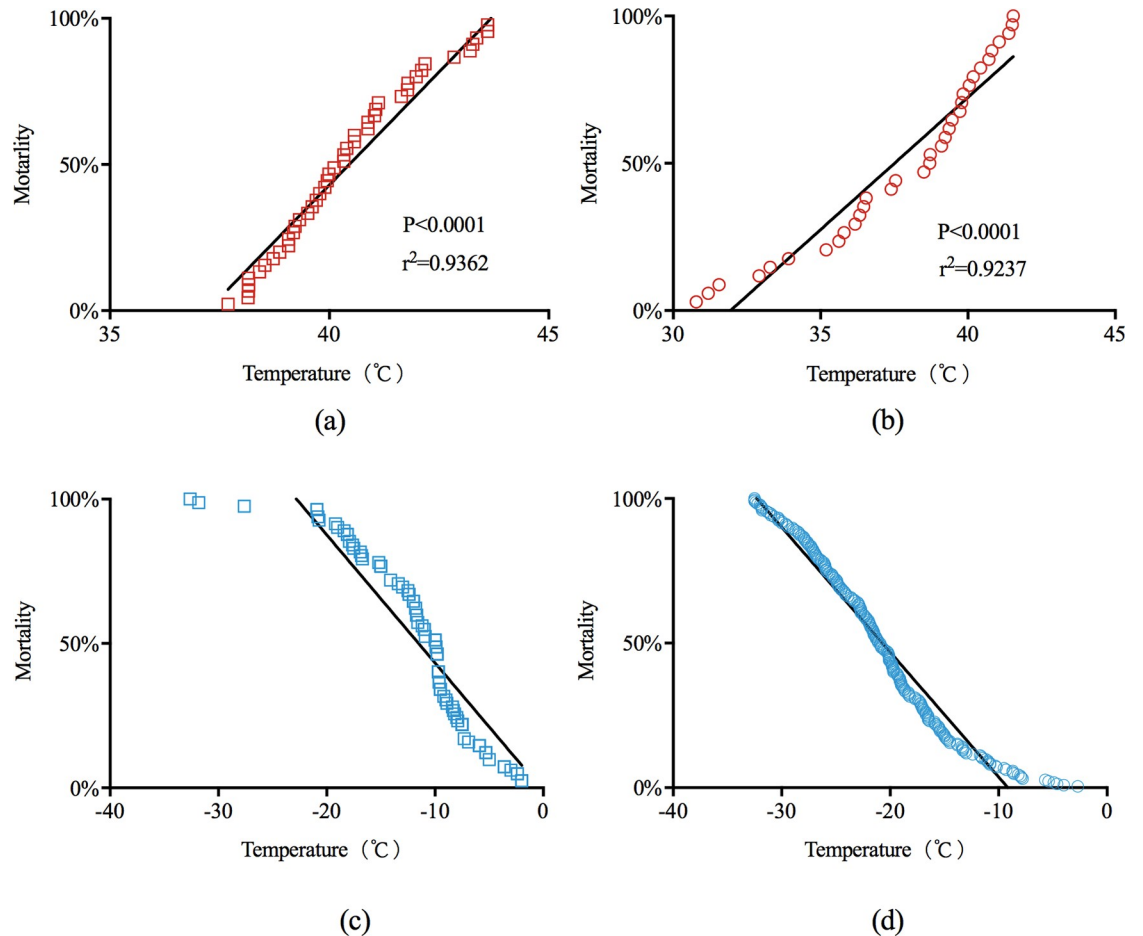 100%
50%
0%
Motarlity
P<0.0001
r²=0.9362
35
40
45
Temperature（℃）
(a)
100%
50%
0%
Mortality
P<0.0001
r²=0.9237
30
35
40
45
Temperature（℃）
(b)
100%
50%
0%
Mortality
-40
-30
-20
-10
0
Temperature（℃）
(c)
100%
50%
0%
Mortality
-40
-30
-20
-10
0
Temperature（℃）
(d)